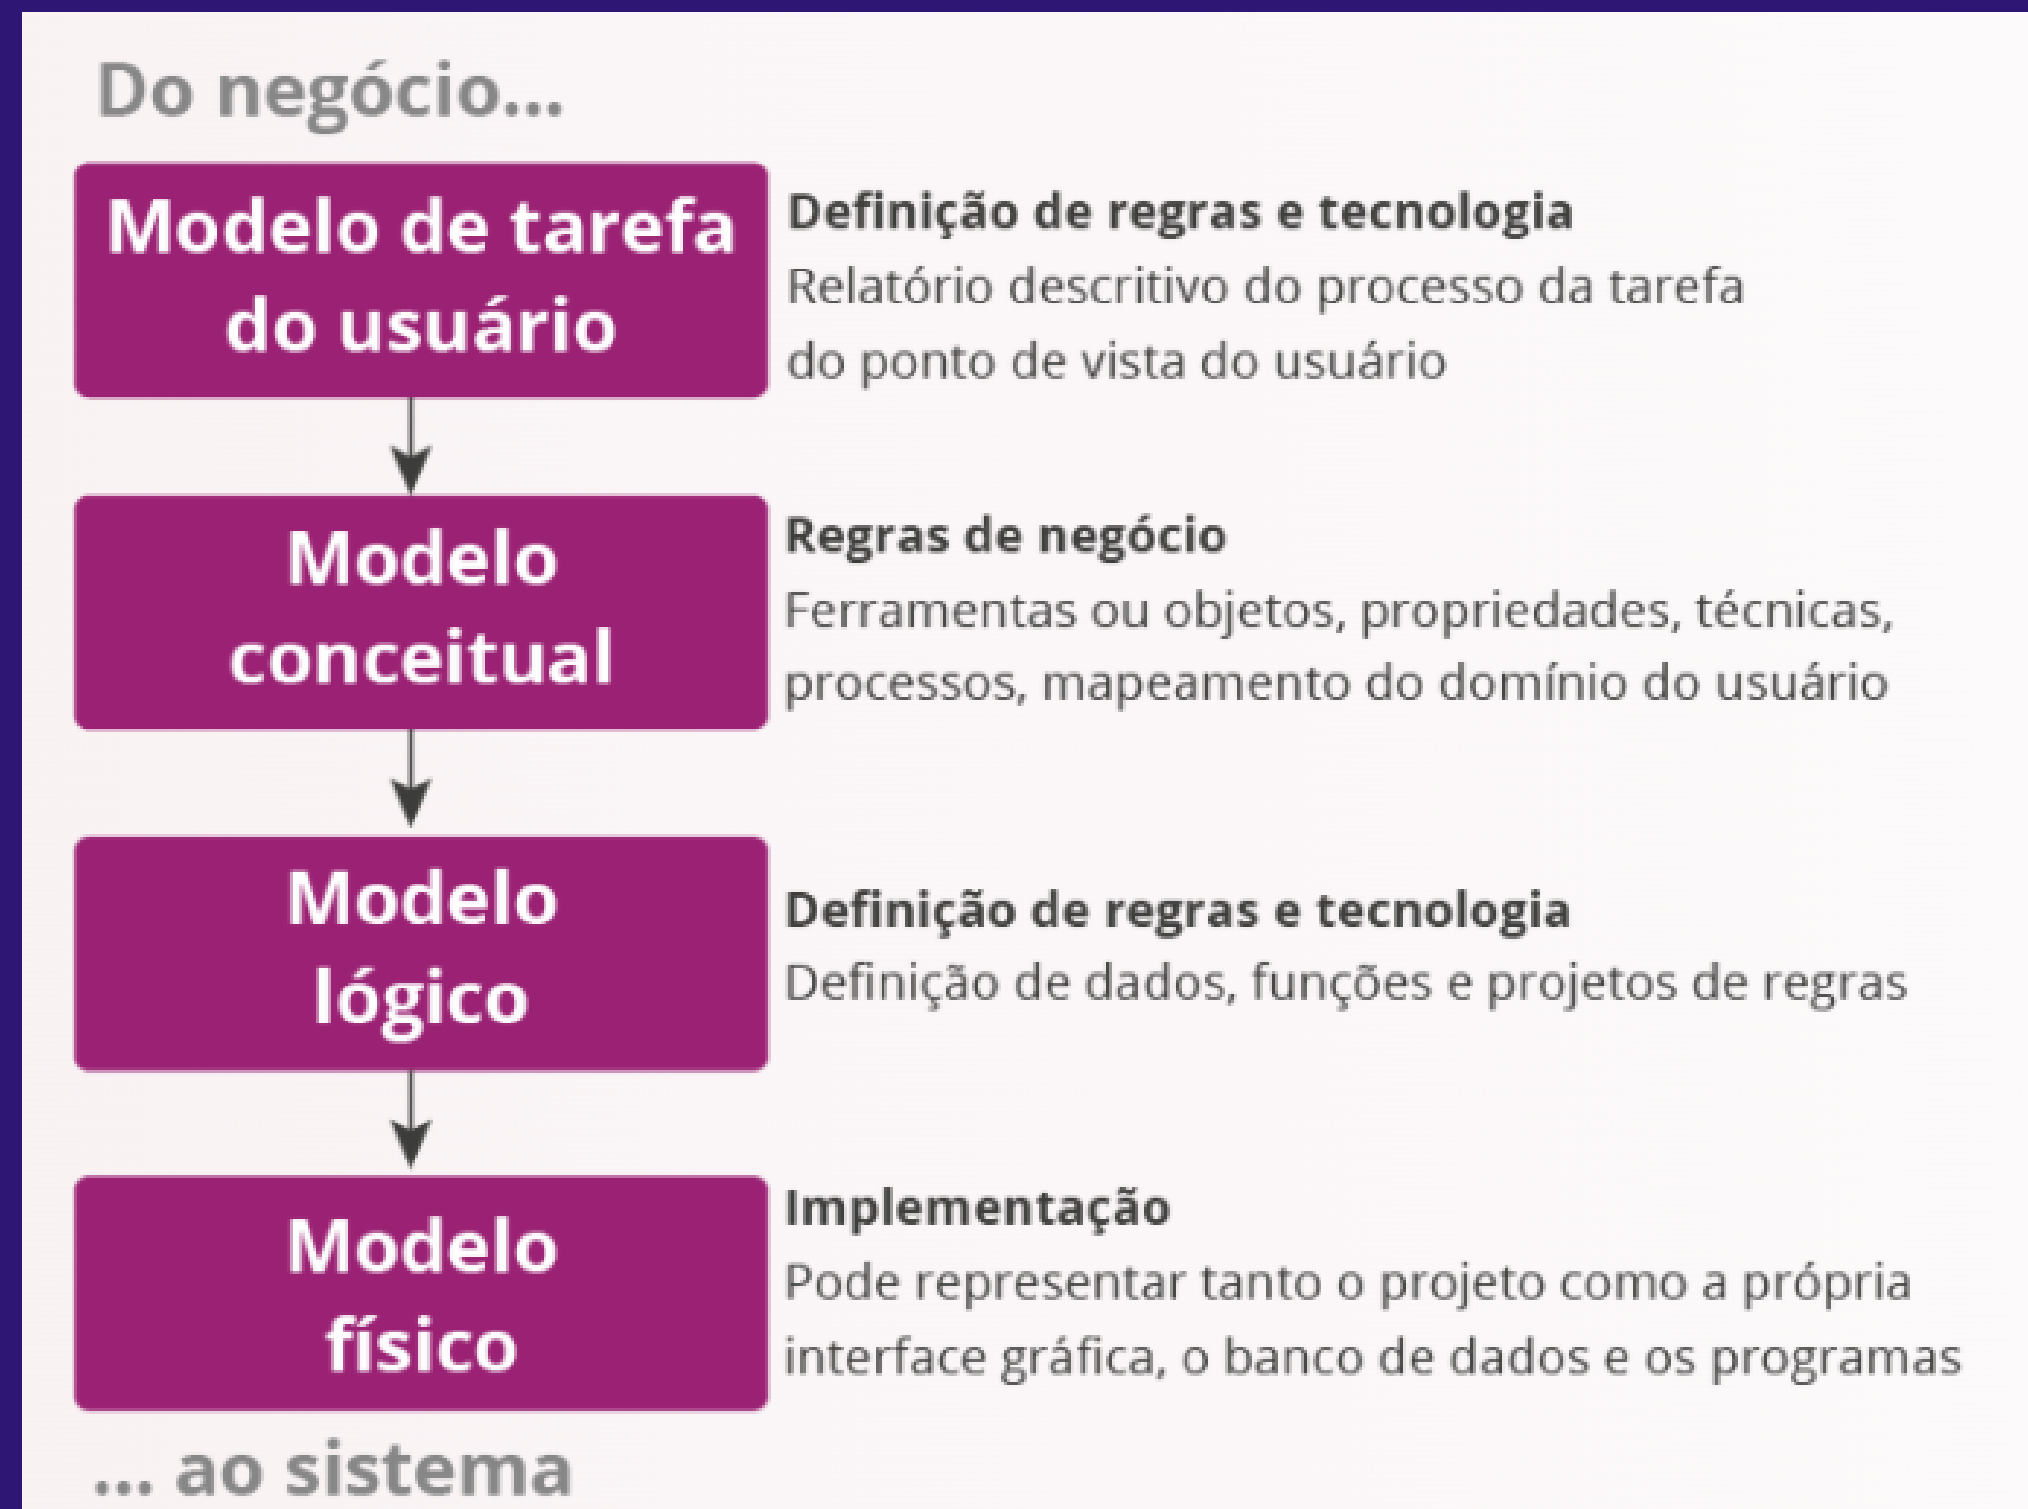 Do negócio...
Modelo de tarefa
do usuário
Definição de regras e tecnologia
Relatório descritivo do processo da tarefa
do ponto de vista do usuário
Modelo
conceitual
Regras de negócio
Ferramentas ou objetos, propriedades, técnicas,
processos, mapeamento do domínio do usuário
Modelo
lógico
Definição de regras e tecnologia
Definição de dados, funções e projetos de regras
Modelo
físico
Implementação
Pode representar tanto o projeto como a própria
interface gráfica, o banco de dados e os programas
... ao sistema